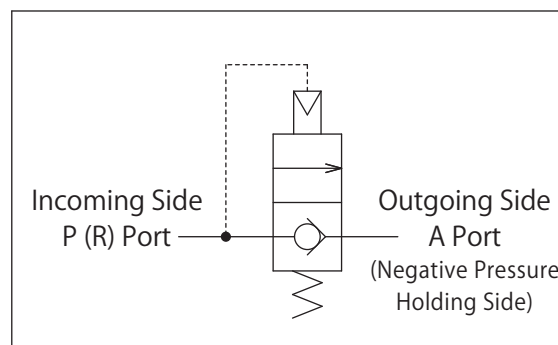 Incoming Side
P (R) Port
Outgoing Side
A Port
(Negative Pressure
Holding Side)